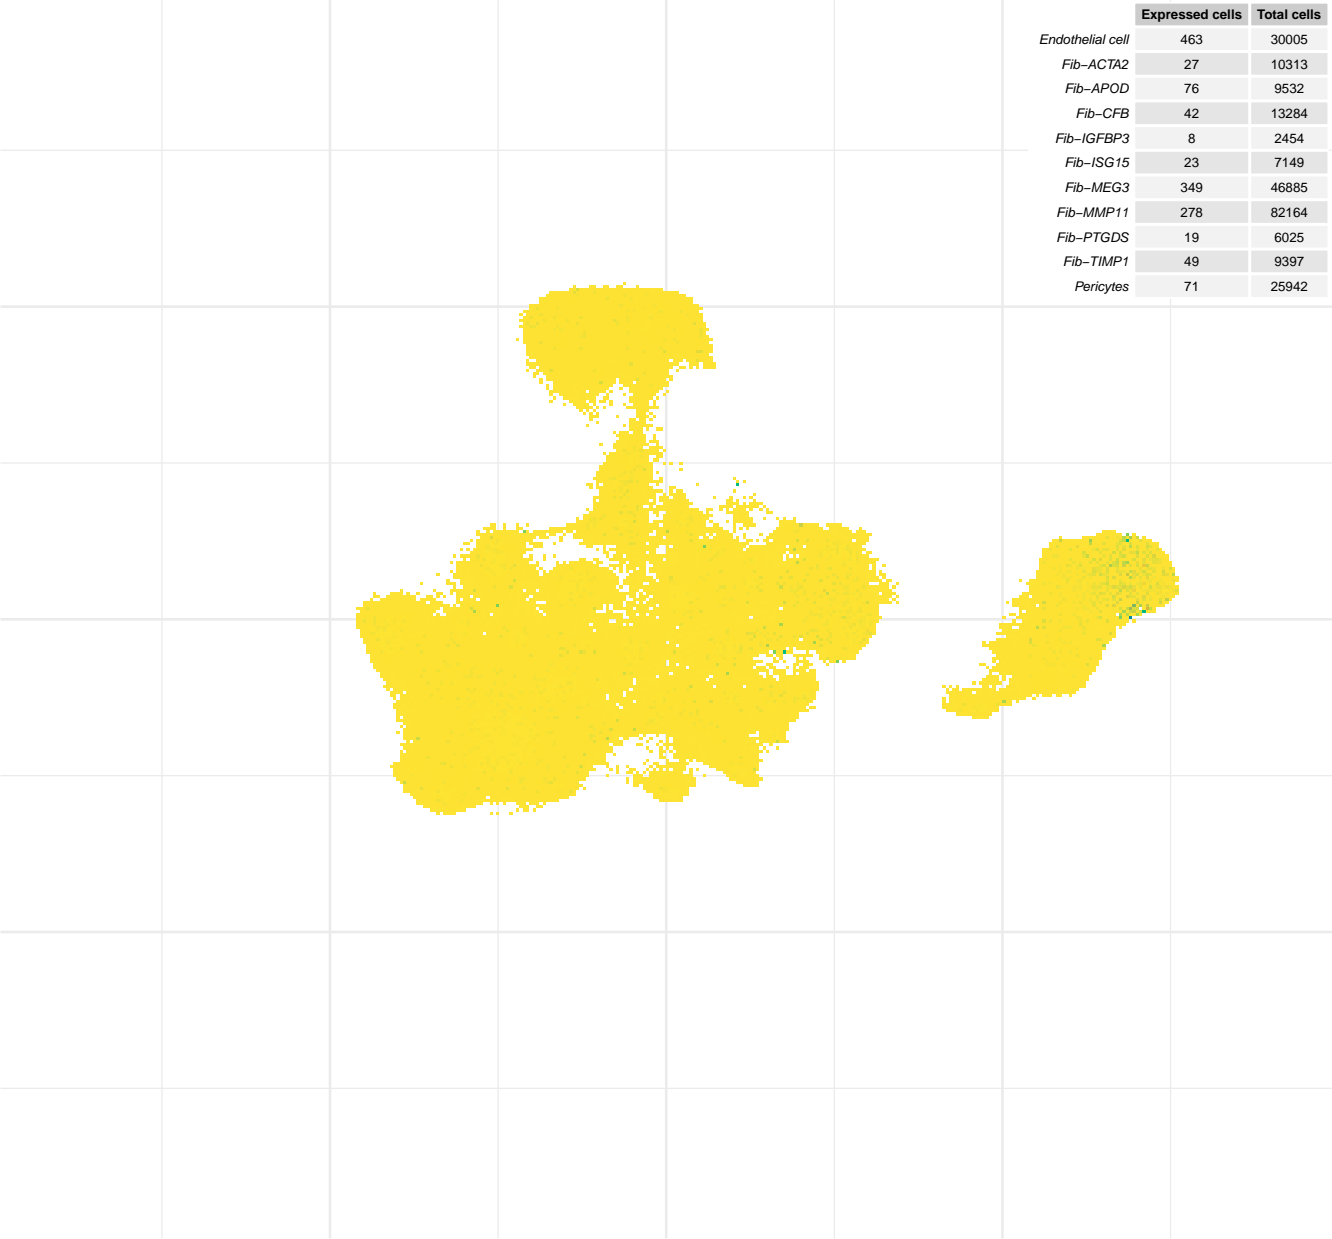 Expressed cells Total cells
Endothelial cell 463 30005
Fib−ACTA2 27 10313
Fib−APOD 76 9532
Fib−CFB 42 13284
Fib−IGFBP3 8 2454
Fib−ISG15 23 7149
Fib−MEG3 349 46885
Fib−MMP11 278 82164
Fib−PTGDS 19 6025
Fib−TIMP1 49 9397
Pericytes 71 25942